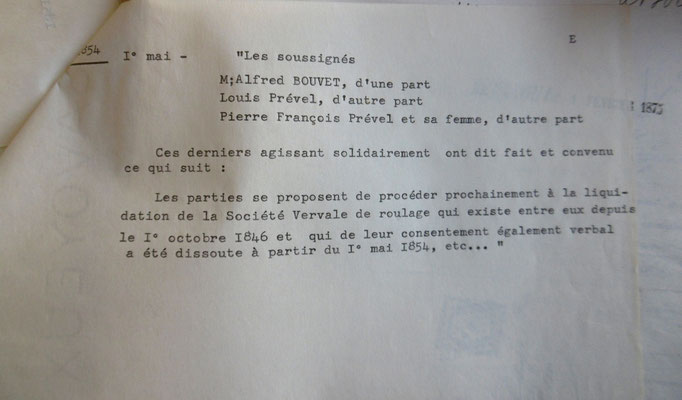 E
1854 I° mai - "Les soussignés
M;Alfred BOUVET, d'une part
Louis Prével, d'autre part
Pierre François Prével et sa femme, d'autre part
1875
Ces derniers agissant solidairement ont dit fait et convenu
ce qui suit :
Les parties se proposent de procéder prochainement à la liqui-
dation de la Société Vervale de roulage qui existe entre eux depuis
le I° octobre I846 et qui de leur consentement également verbal
a été dissoute à partir du I° mai I854, etc... "